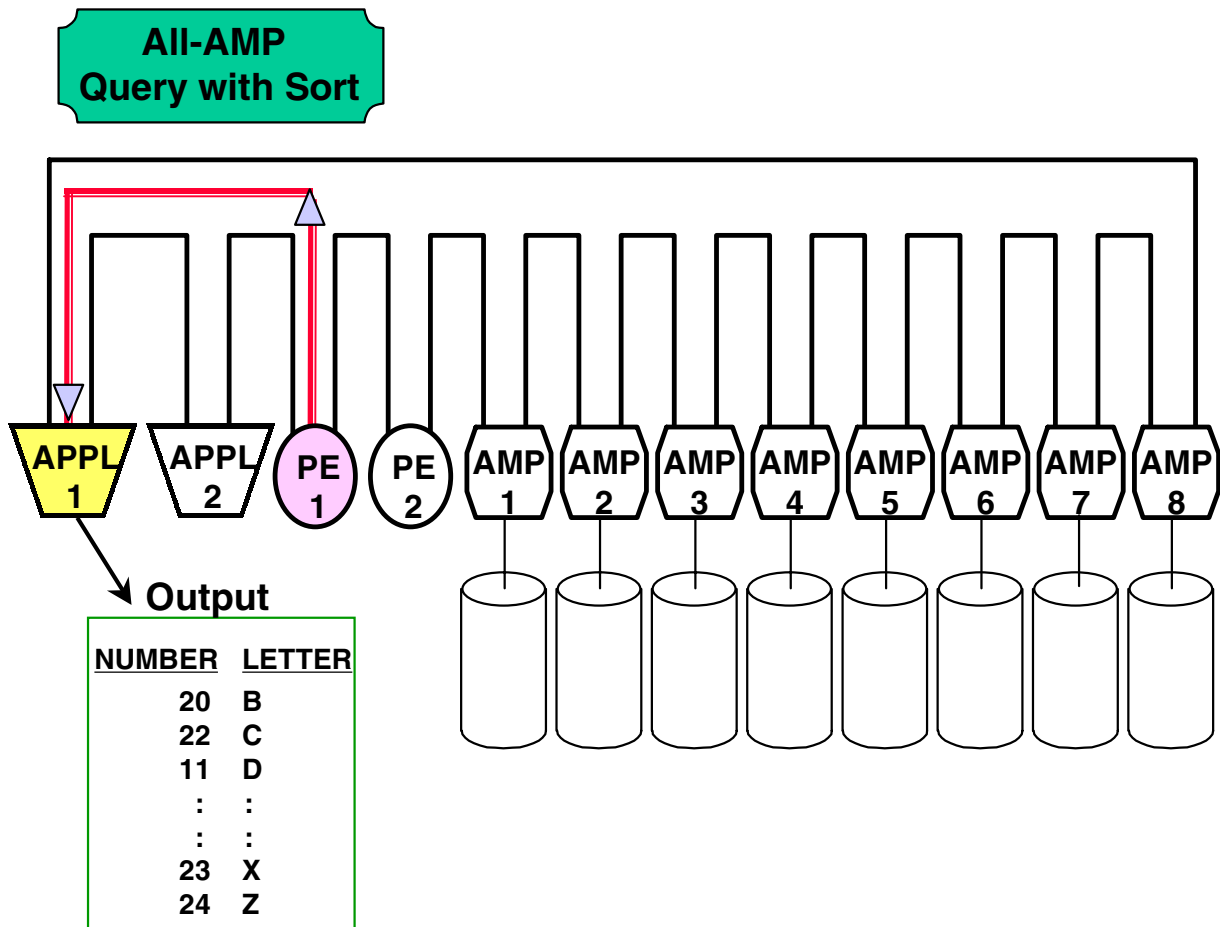 All-AMP
Query with Sort
APPL
1
APPL
2
PE
1
PE
2
AMP
1
AMP
2
AMP
3
AMP
4
AMP
5
AMP
6
AMP
7
AMP
8
Output
NUMBER LETTER
20 B
22 C
11 D
: :
: :
23 X
24 Z